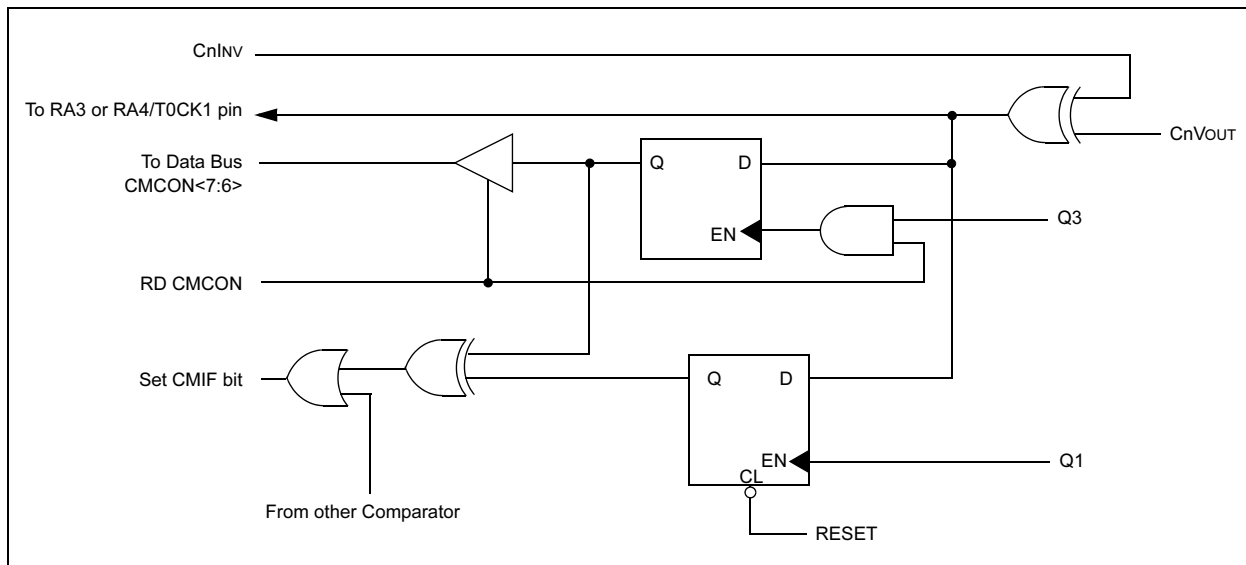 CnINV
To RA3 or RA4/T0CK1 pin
CnVOUT
To Data Bus
CMCON<7:6>
Q
D
EN
Q3
RD CMCON
Set CMIF bit
Q
D
EN
CL
Q1
From other Comparator
RESET